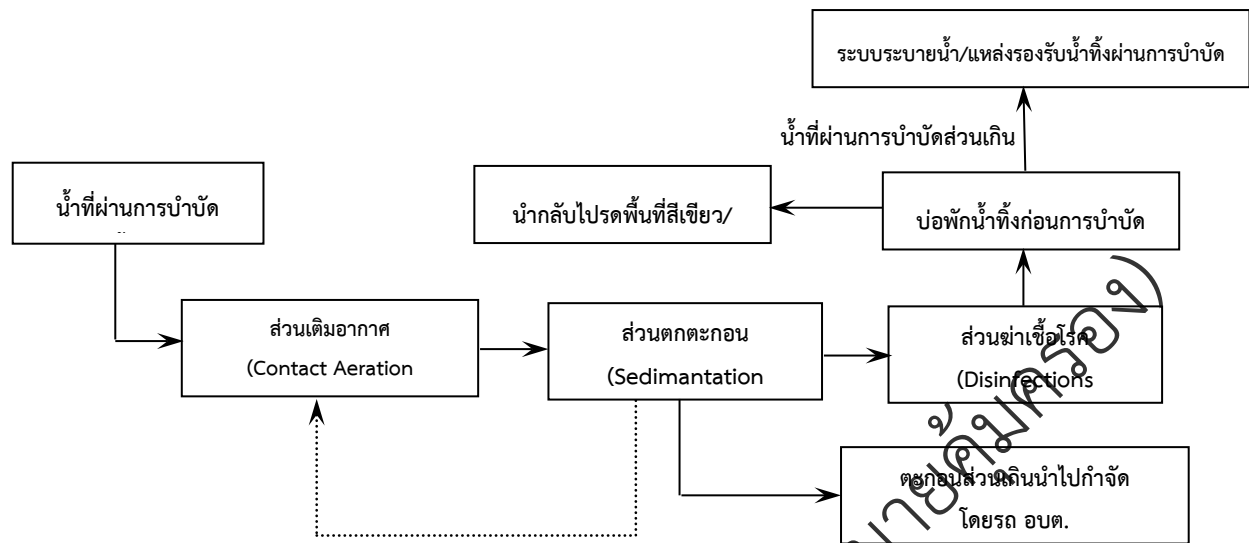 ระบบระบายน้ำ/แหล่งรองรับน้ำทิ้งผ่านการบำบัด
น้ำที่ผ่านการบำบัดส่วนเกิน
น้ำที่ผ่านการบำบัด
นำกลับไปรดพื้นที่สีเขียว/
บ่อพักน้ำทิ้งก่อนการบำบัด
ส่วนเติมอากาศ
(Contact Aeration
ส่วนตกตะกอน
(Sedimantation
ส่วนฆ่าเชื้อโรค
(Disinfections
ตะกอนส่วนเกินนำไปกำจัด
โดยรถ อบต.